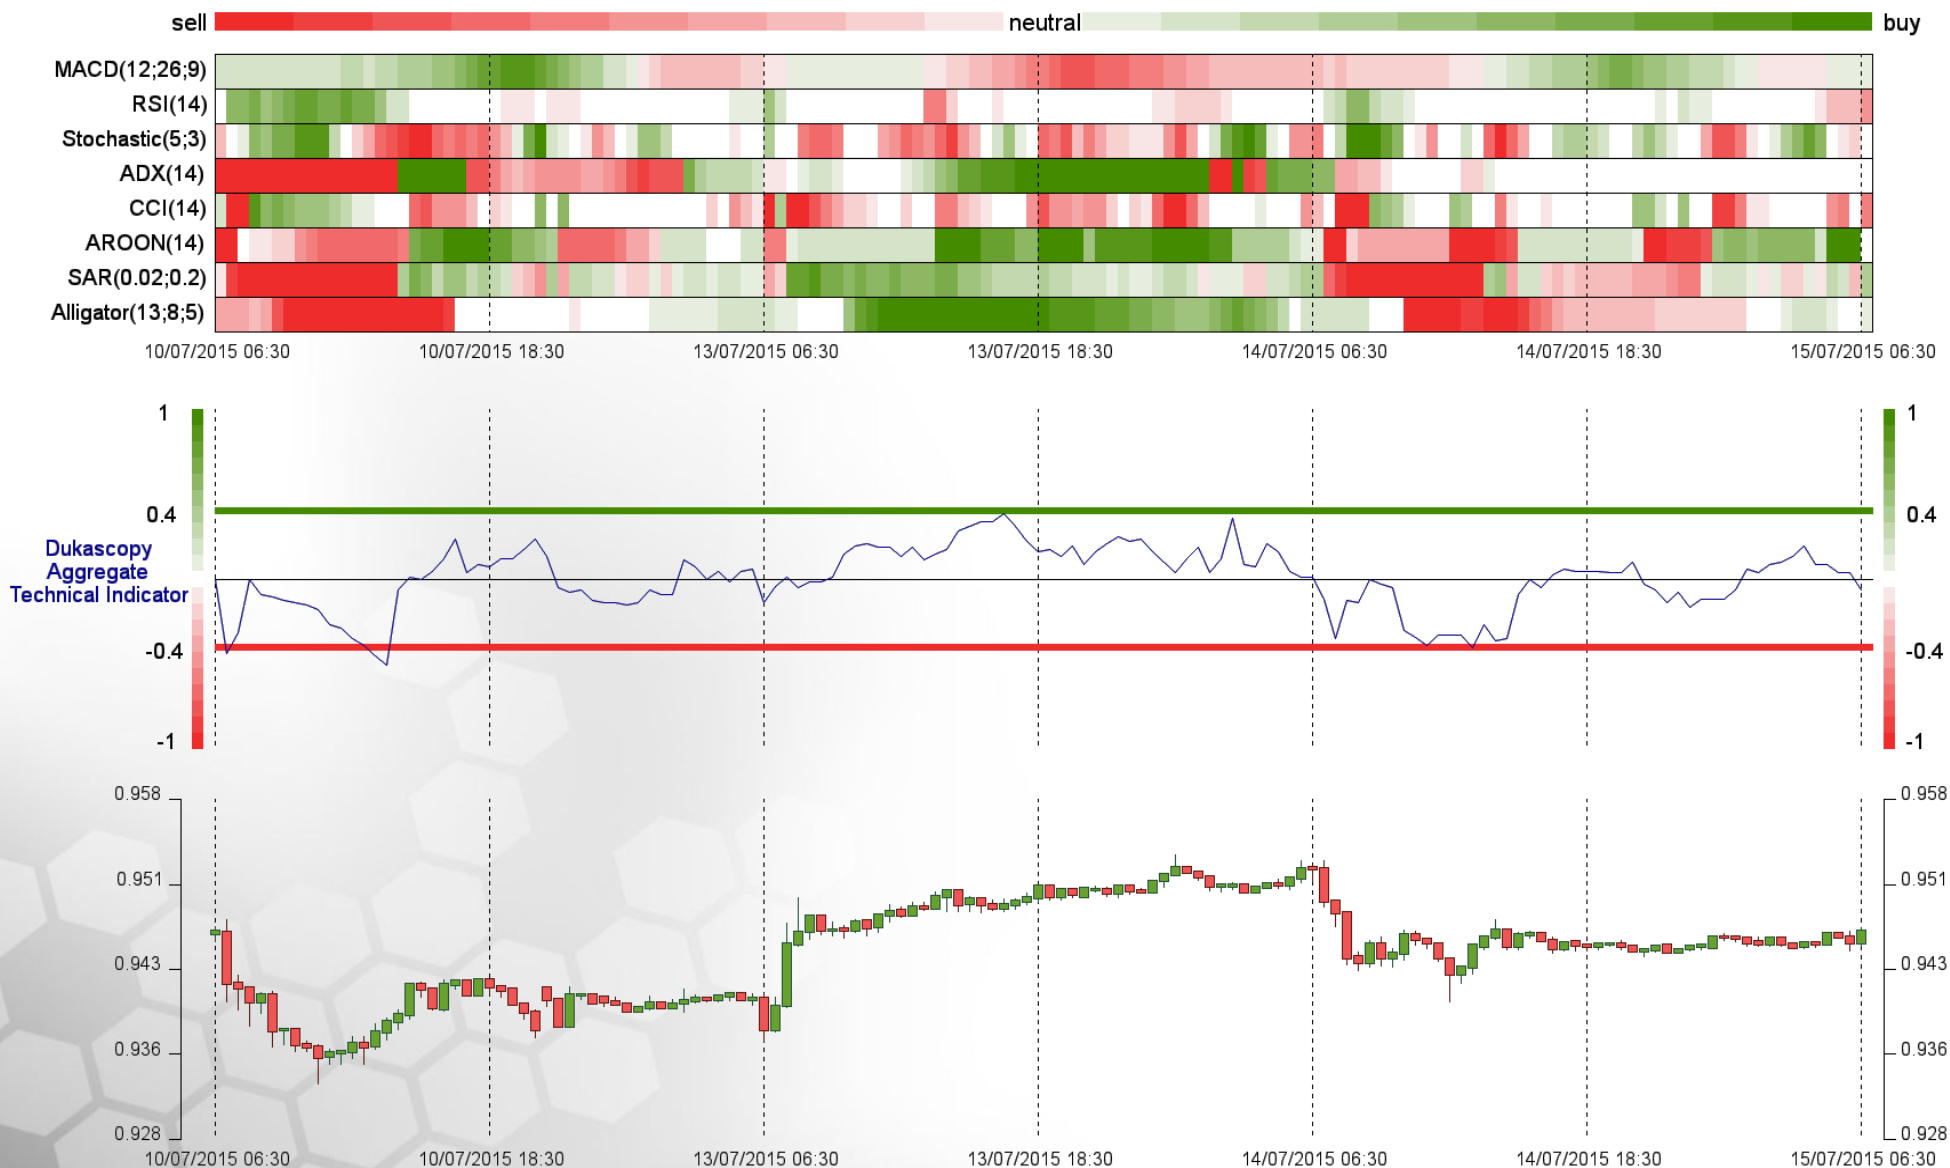 sell neutral buy
MACD(12;26;9)
RSI(14)
Stochastic(5;3)
ADX(14)
CCI(14)
AROON(14)
SAR(0.02;0.2)
Alligator(13;8;5)
10/07/2015 06:30 10/07/2015 18:30 13/07/2015 06:30 13/07/2015 18:30 14/07/2015 06:30 14/07/2015 18:30 15/07/2015 06:30
1 1
0.4 0.4
Dukascopy
Aggregate
Technical Indicator
-0.4 -0.4
-1 -1
0.958 0.958
0.951 0.951
0.943 0.943
0.936 0.936
0.928 0.928
10/07/2015 06:30 10/07/2015 18:30 13/07/2015 06:30 13/07/2015 18:30 14/07/2015 06:30 14/07/2015 18:30 15/07/2015 06:30